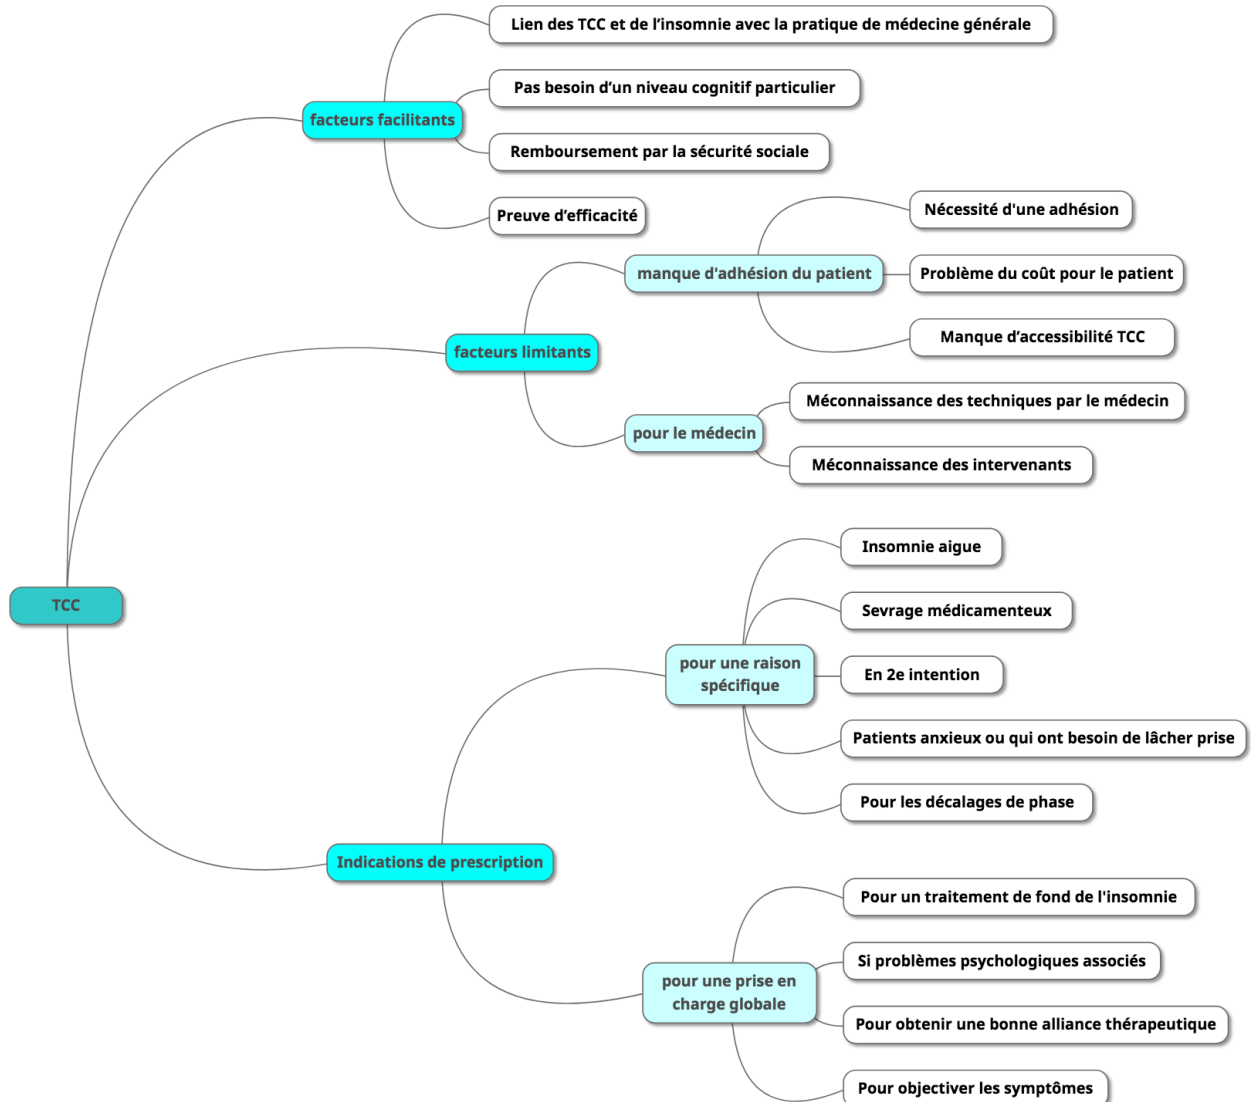 Lien des TCC et de l’insomnie avec la pratique de médecine générale
Pas besoin d’un niveau cognitif particulier
facteurs facilitants
Remboursement par la sécurité sociale
Preuve d’efficacité
Nécessité d'une adhésion
manque d'adhésion du patient
Problème du coût pour le patient
Manque d’accessibilité TCC
facteurs limitants
Méconnaissance des techniques par le médecin
pour le médecin
Méconnaissance des intervenants
TCC
Insomnie aigue
Sevrage médicamenteux
pour une raison
spécifique
En 2e intention
Patients anxieux ou qui ont besoin de lâcher prise
Pour les décalages de phase
Indications de prescription
Pour un traitement de fond de l'insomnie
Si problèmes psychologiques associés
pour une prise en
charge globale
Pour obtenir une bonne alliance thérapeutique
Pour objectiver les symptômes